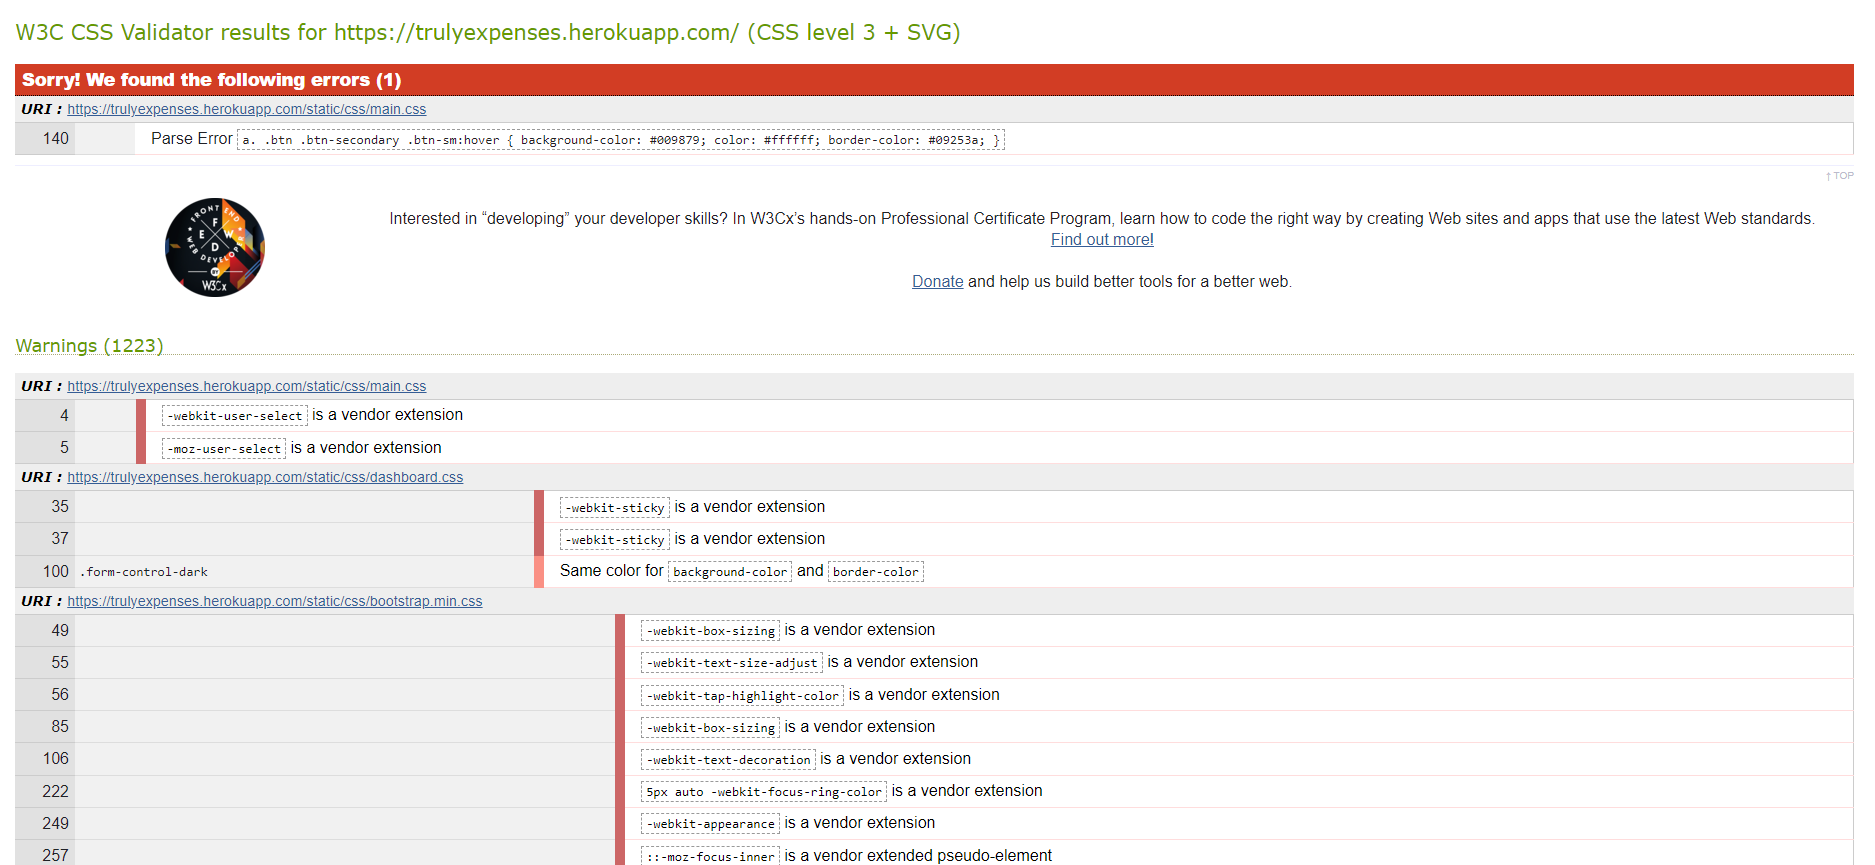 W3C CSS Validator results for https://trulyexpenses.herokuapp.com/ (CSS level 3 + SVG)
Sorry! We found the following errors (1)
URI : https://trulyexpenses.herokuapp.com/static/css/main.css
140 Parse Error a. .btn .btn-secondary .btn-sm:hover { background-color: #009879; color: #ffffff; border-color: #09253a; }
↑ TOP
FRONT END
F
E W
D
WEB DEVELOP
BY
W3Cx
Interested in “developing” your developer skills? In W3Cx’s hands-on Professional Certificate Program, learn how to code the right way by creating Web sites and apps that use the latest Web standards.
Find out more!
Donate and help us build better tools for a better web.
Warnings (1223)
URI : https://trulyexpenses.herokuapp.com/static/css/main.css
4 -webkit-user-select is a vendor extension
5 -moz-user-select is a vendor extension
URI : https://trulyexpenses.herokuapp.com/static/css/dashboard.css
35 -webkit-sticky is a vendor extension
37 -webkit-sticky is a vendor extension
100 .form-control-dark Same color for background-color and border-color
URI : https://trulyexpenses.herokuapp.com/static/css/bootstrap.min.css
49 -webkit-box-sizing is a vendor extension
55 -webkit-text-size-adjust is a vendor extension
56 -webkit-tap-highlight-color is a vendor extension
85 -webkit-box-sizing is a vendor extension
106 -webkit-text-decoration is a vendor extension
222 5px auto -webkit-focus-ring-color is a vendor extension
249 -webkit-appearance is a vendor extension
257 ::-moz-focus-inner is a vendor extended pseudo-element